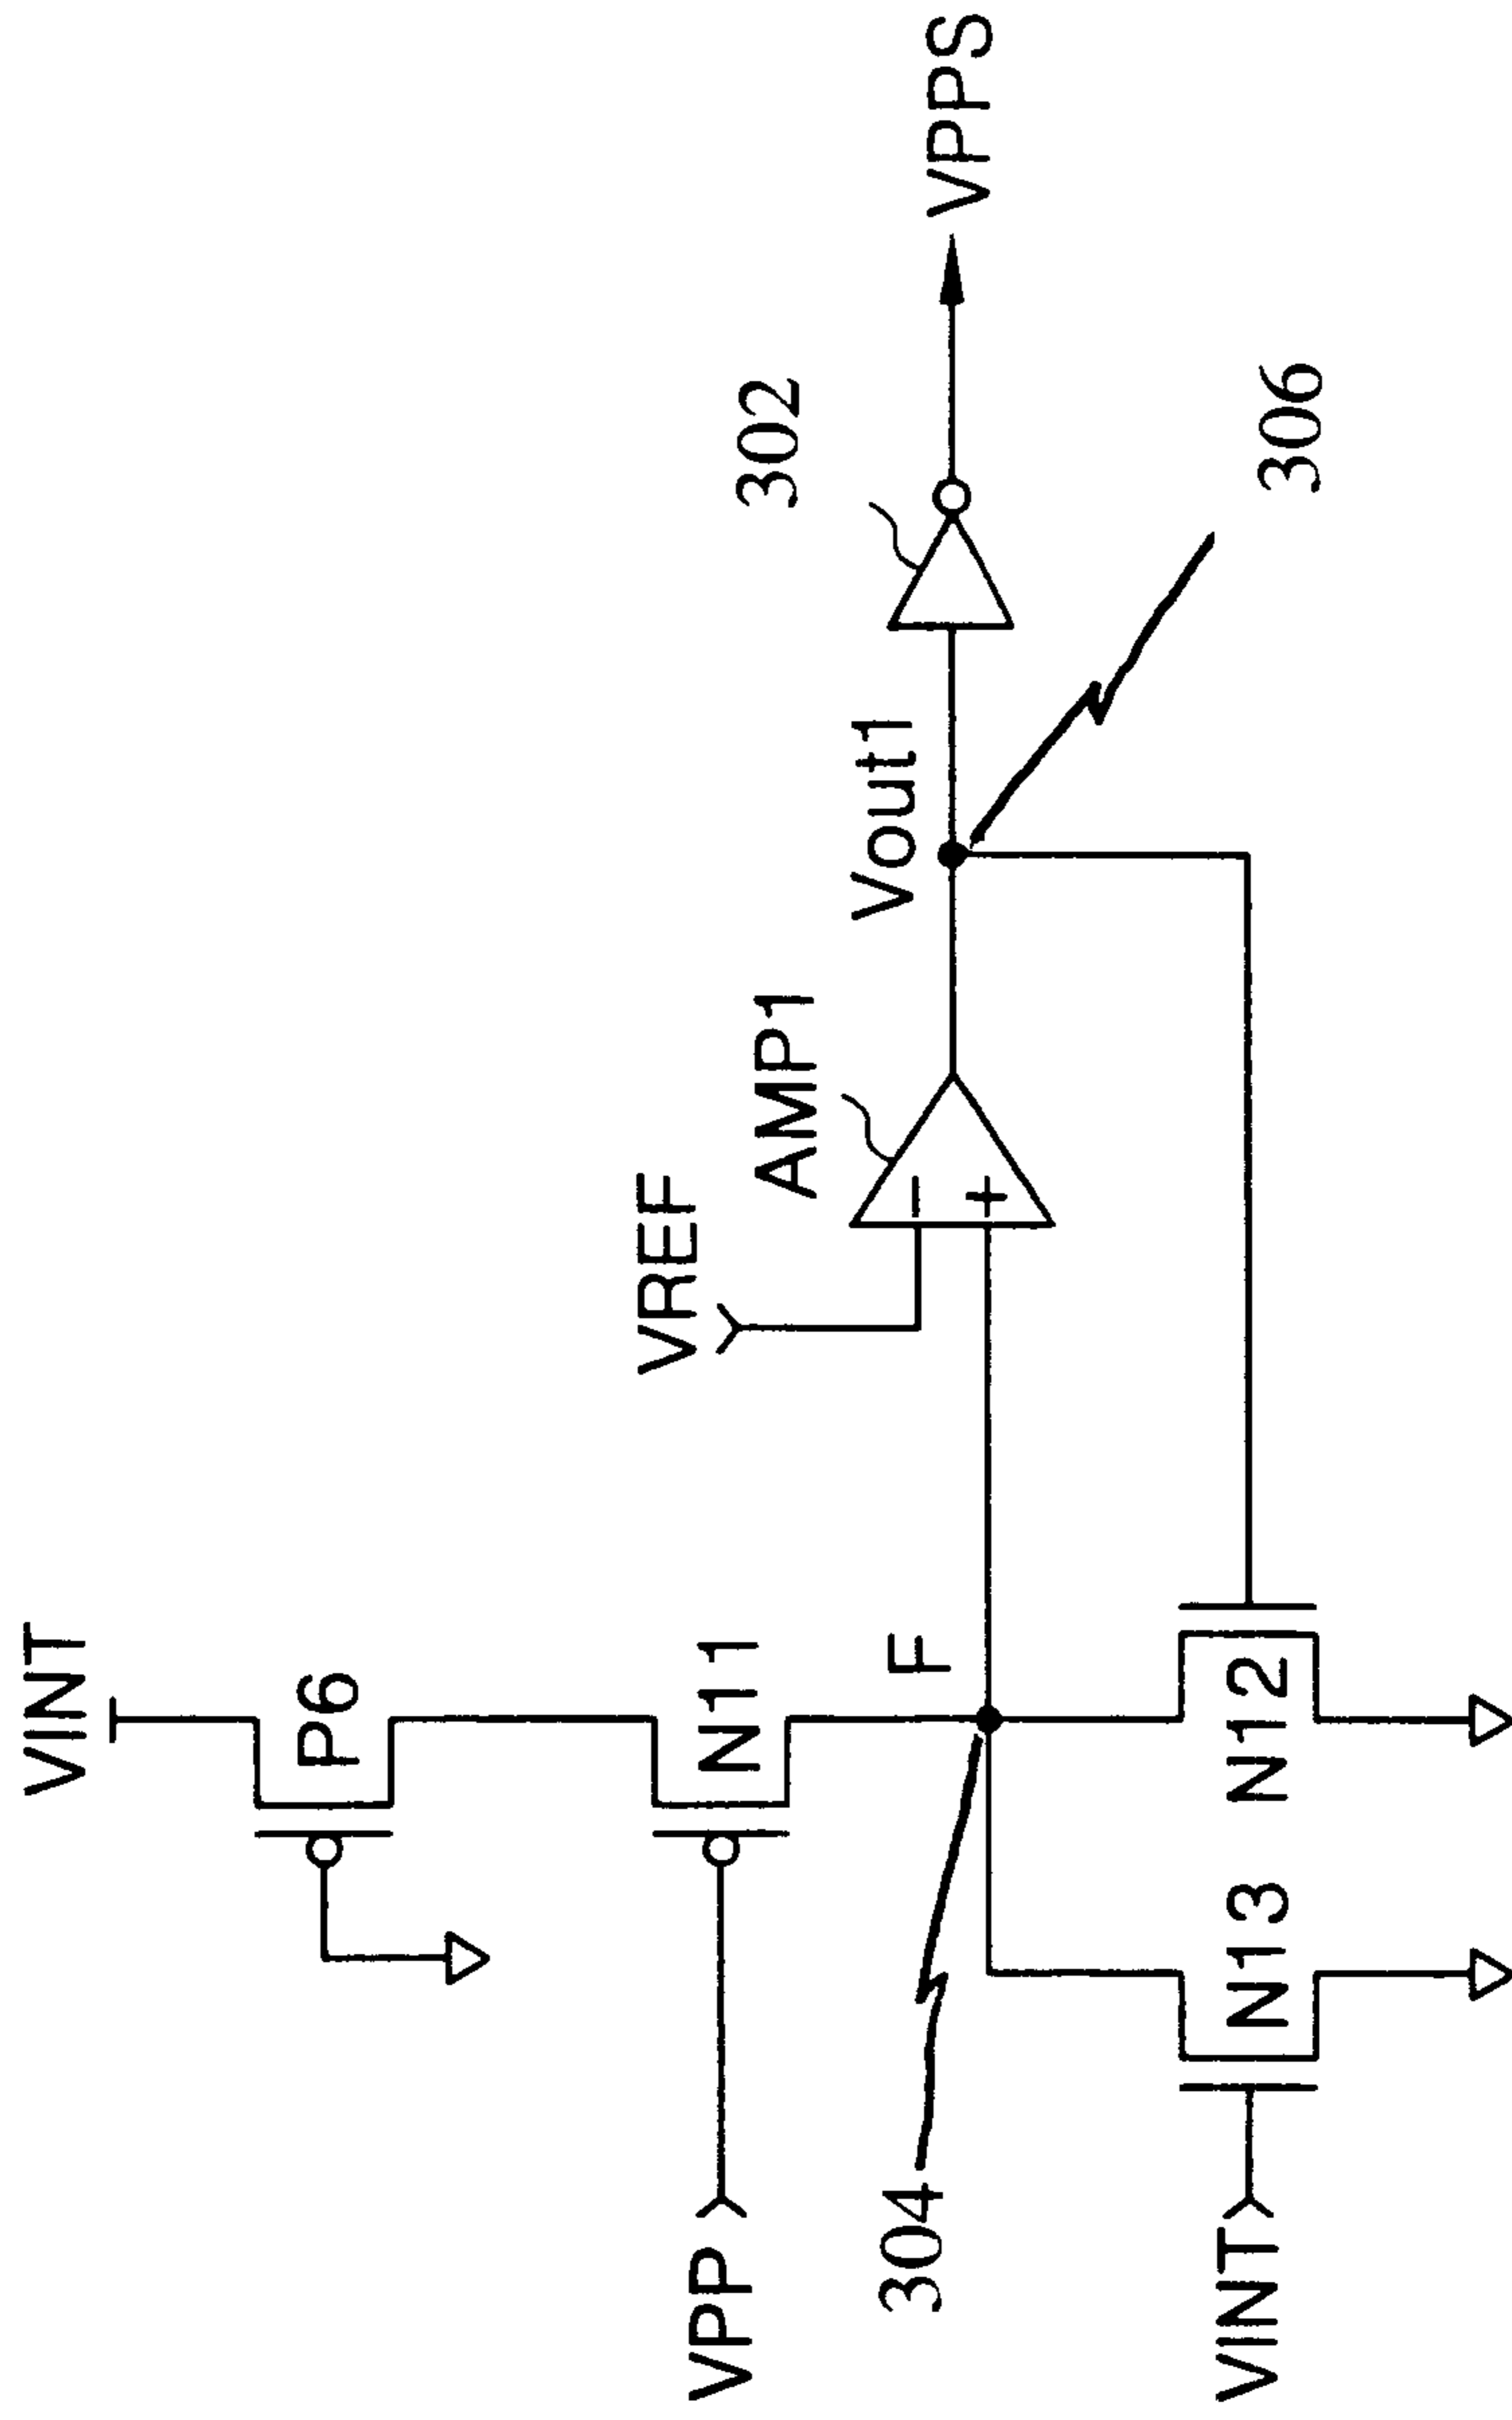 VINT
P6
VPP
N11
304
F
VREF
AMP1
-
+
Vout1
302
VPPS
306
VINT
N13
N12